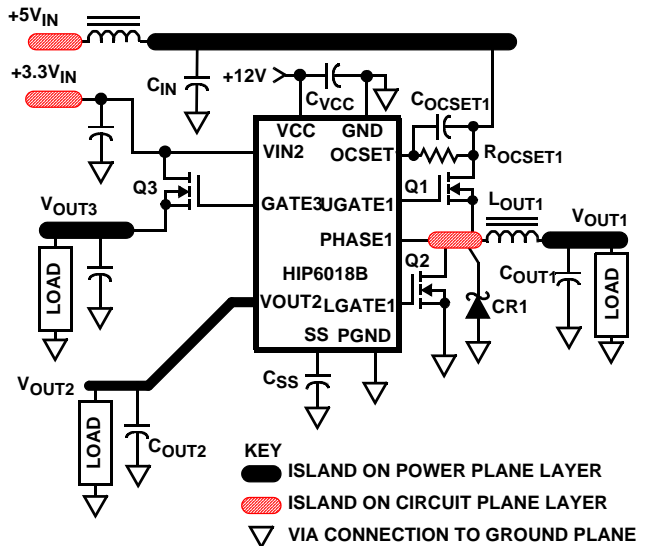 +5VIN
+3.3VIN
CIN
+12V
CVCC
COCSET1
VCC
GND
VIN2
OCSET1
ROCSET1
Q3
GATE3
UGATE1
Q1
LOUT1
VOUT3
PHASE1
VOUT1
HIP6018B
Q2
COUT1
LOAD
LOAD
VOUT2
LGATE1
CR1
SS
PGND
CSS
VOUT2
LOAD
COUT2
KEY
ISLAND ON POWER PLANE LAYER
ISLAND ON CIRCUIT PLANE LAYER
VIA CONNECTION TO GROUND PLANE